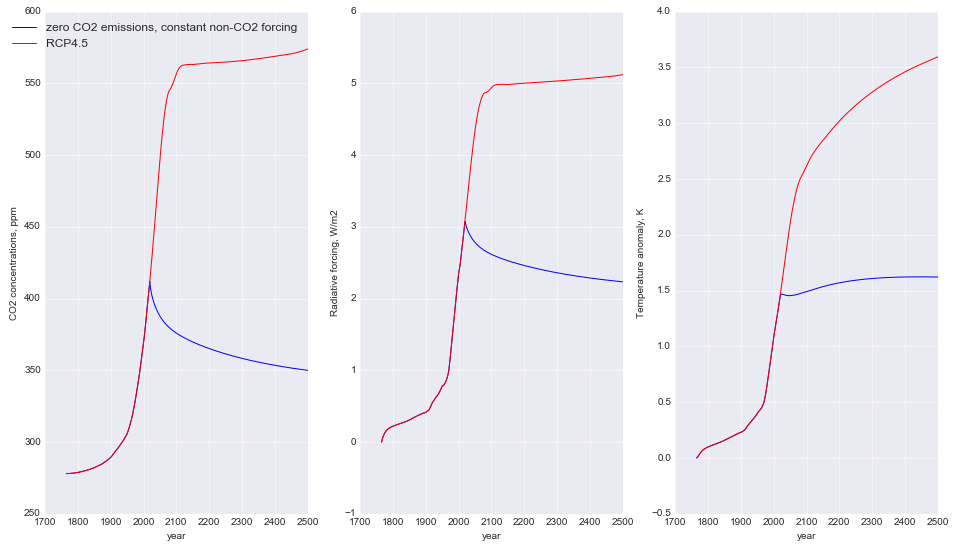 600
550
500
450
400
350
300
250
CO2 concentrations, ppm
zero CO2 emissions, constant non-CO2 forcing
RCP4.5
1700 1800 1900 2000 2100 2200 2300 2400 2500
year
6
5
4
3
2
1
0
−1
Radiative forcing, W/m2
1700 1800 1900 2000 2100 2200 2300 2400 2500
year
4.0
3.5
3.0
2.5
2.0
1.5
1.0
0.5
0.0
−0.5
Temperature anomaly, K
1700 1800 1900 2000 2100 2200 2300 2400 2500
year